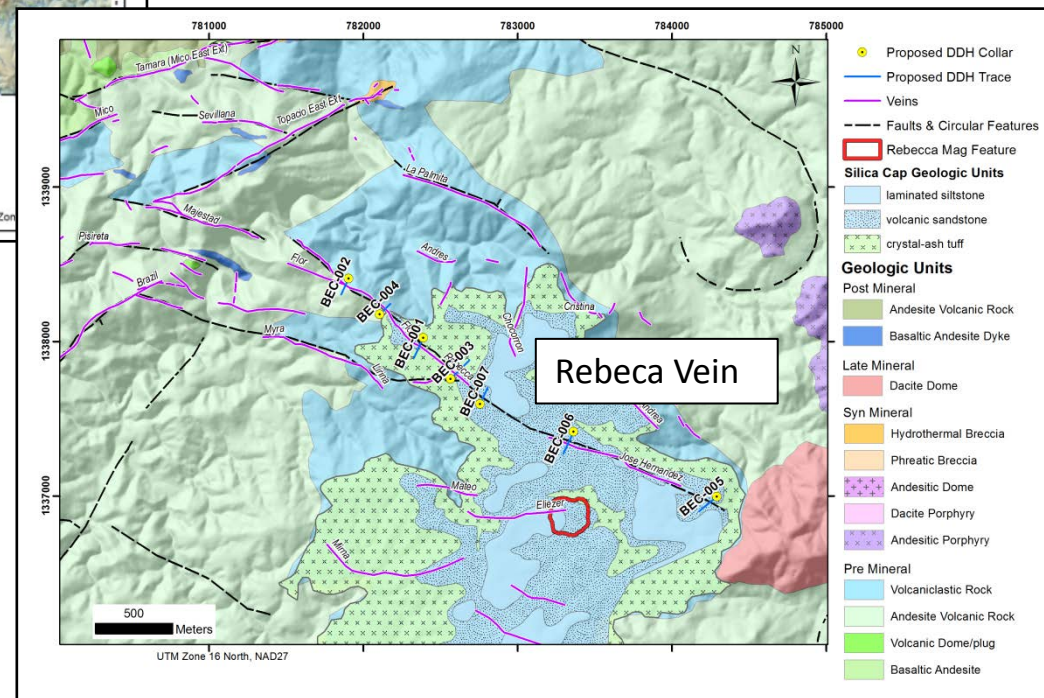 781000 782000 783000 784000 785000
1339000
1338000
1337000
Tamara (Mico East Ext)
Mico
Sevillana
Topacio East Ext
La Palmita
Majestad
Pisireta
Brazil
Flor
Andres
BEC-002
BEC-004
Cristina
Chocorron
Myra
BEC-001
Rebeca Vein
BEC-003
BEC-007
BEC-006
Jose Hernandez
BEC-005
Mateo
Eliezer
Mirna
N
500
Meters
UTM Zone 16 North, NAD27
Zon
Proposed DDH Collar
Proposed DDH Trace
Veins
Faults & Circular Features
Rebecca Mag Feature
Silica Cap Geologic Units
laminated siltstone
volcanic sandstone
crystal-ash tuff
Geologic Units
Post Mineral
Andesite Volcanic Rock
Basaltic Andesite Dyke
Late Mineral
Dacite Dome
Syn Mineral
Hydrothermal Breccia
Phreatic Breccia
Andesitic Dome
Dacite Porphyry
Andesitic Porphyry
Pre Mineral
Volcaniclastic Rock
Andesite Volcanic Rock
Volcanic Dome/plug
Basaltic Andesite